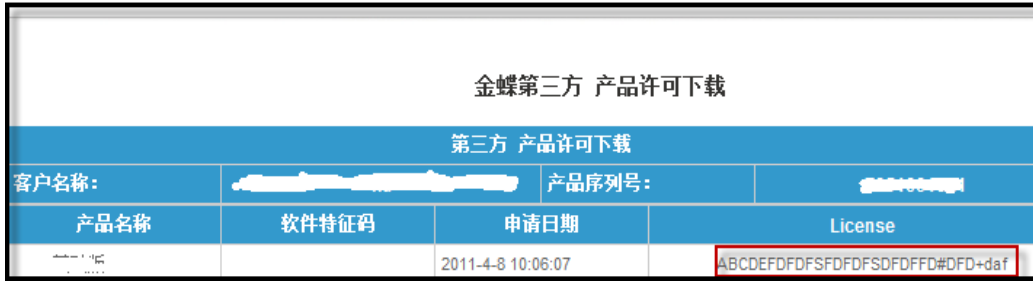 金蝶第三方 产品许可下载
第三方 产品许可下载
客户名称： 产品序列号：
产品名称 软件特征码 申请日期 License
2011-4-8 10:06:07 ABCDEFDFDFSFDFDFSDFDFFD#DFD+daf